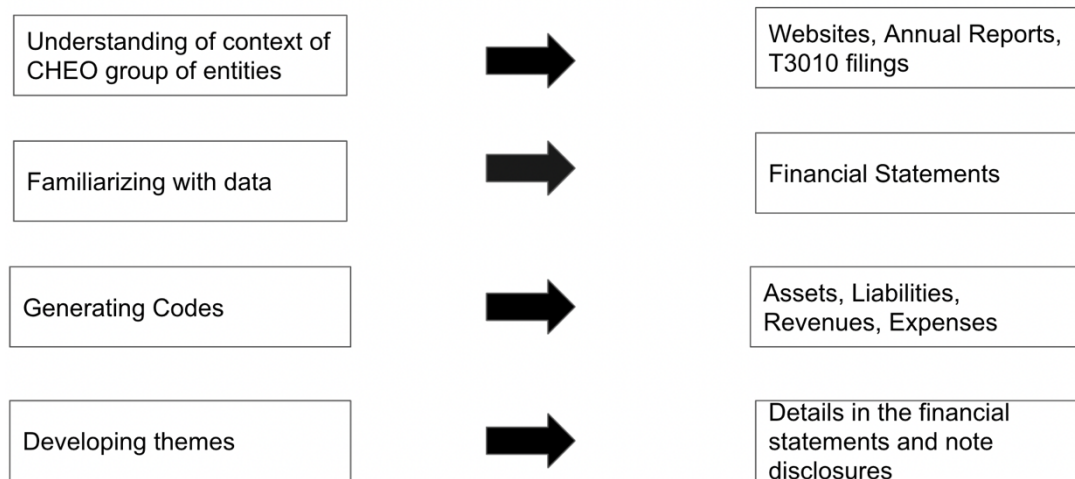 Understanding of context of
CHEO group of entities
Websites, Annual Reports,
T3010 filings
Familiarizing with data
Financial Statements
Generating Codes
Assets, Liabilities,
Revenues, Expenses
Developing themes
Details in the financial
statements and note
disclosures